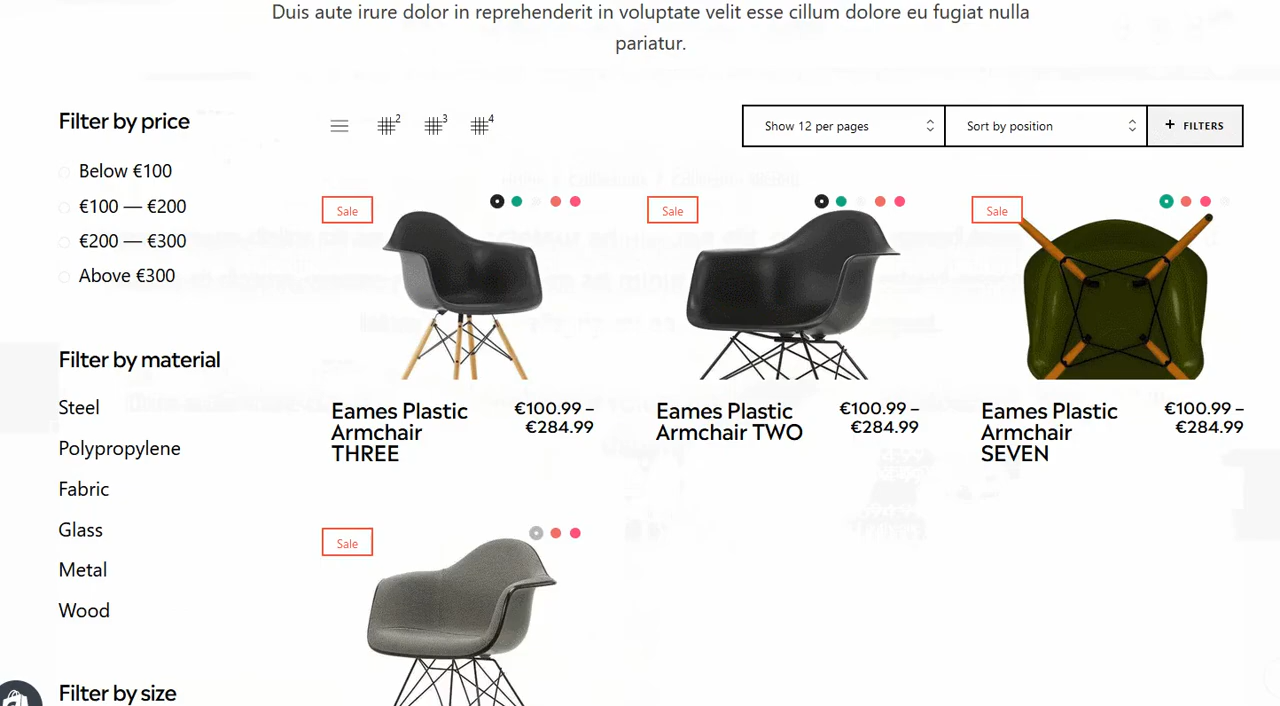 Duis aute irure dolor in reprehenderit in voluptate velit esse cillum dolore eu fugiat nulla
pariatur.
Filter by price
Below €100
€100 — €200
€200 — €300
Above €300
Filter by material
Steel
Polypropylene
Fabric
Glass
Metal
Wood
Filter by size
2
3
4
Show 12 per pages
Sort by position
+ FILTERS
Sale
Sale
Sale
Eames Plastic
Armchair
THREE
€100.99 –
€284.99
Eames Plastic
Armchair TWO
€100.99 –
€284.99
Eames Plastic
Armchair
SEVEN
€100.99 –
€284.99
Sale